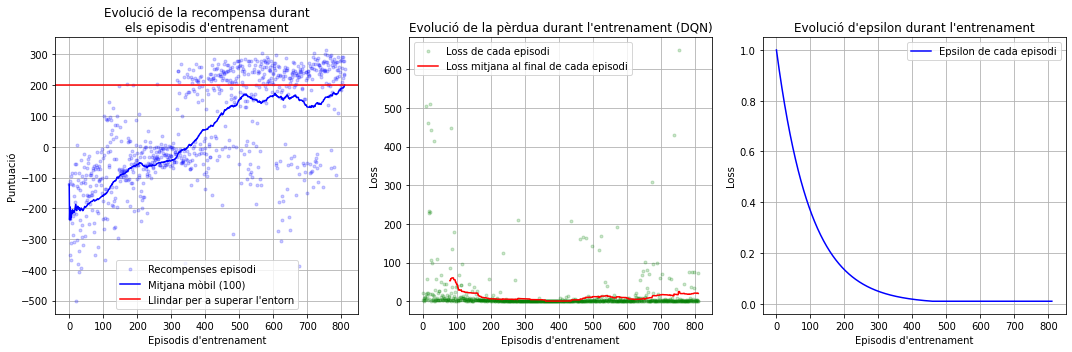 Evolució de la recompensa durant
els episodis d'entrenament
Puntuació
300
200
100
0
−100
−200
−300
−400
−500
Recompenses episodi
Mitjana mòbil (100)
Llindar per a superar l'entorn
0 100 200 300 400 500 600 700 800
Episodis d'entrenament
Evolució de la pèrdua durant l'entrenament (DQN)
Loss de cada episodi
Loss mitjana al final de cada episodi
Loss
600
500
400
300
200
100
0
0 100 200 300 400 500 600 700 800
Episodis d'entrenament
Evolució d'epsilon durant l'entrenament
Epsilon de cada episodi
Loss
1.0
0.8
0.6
0.4
0.2
0.0
0 100 200 300 400 500 600 700 800
Episodis d'entrenament